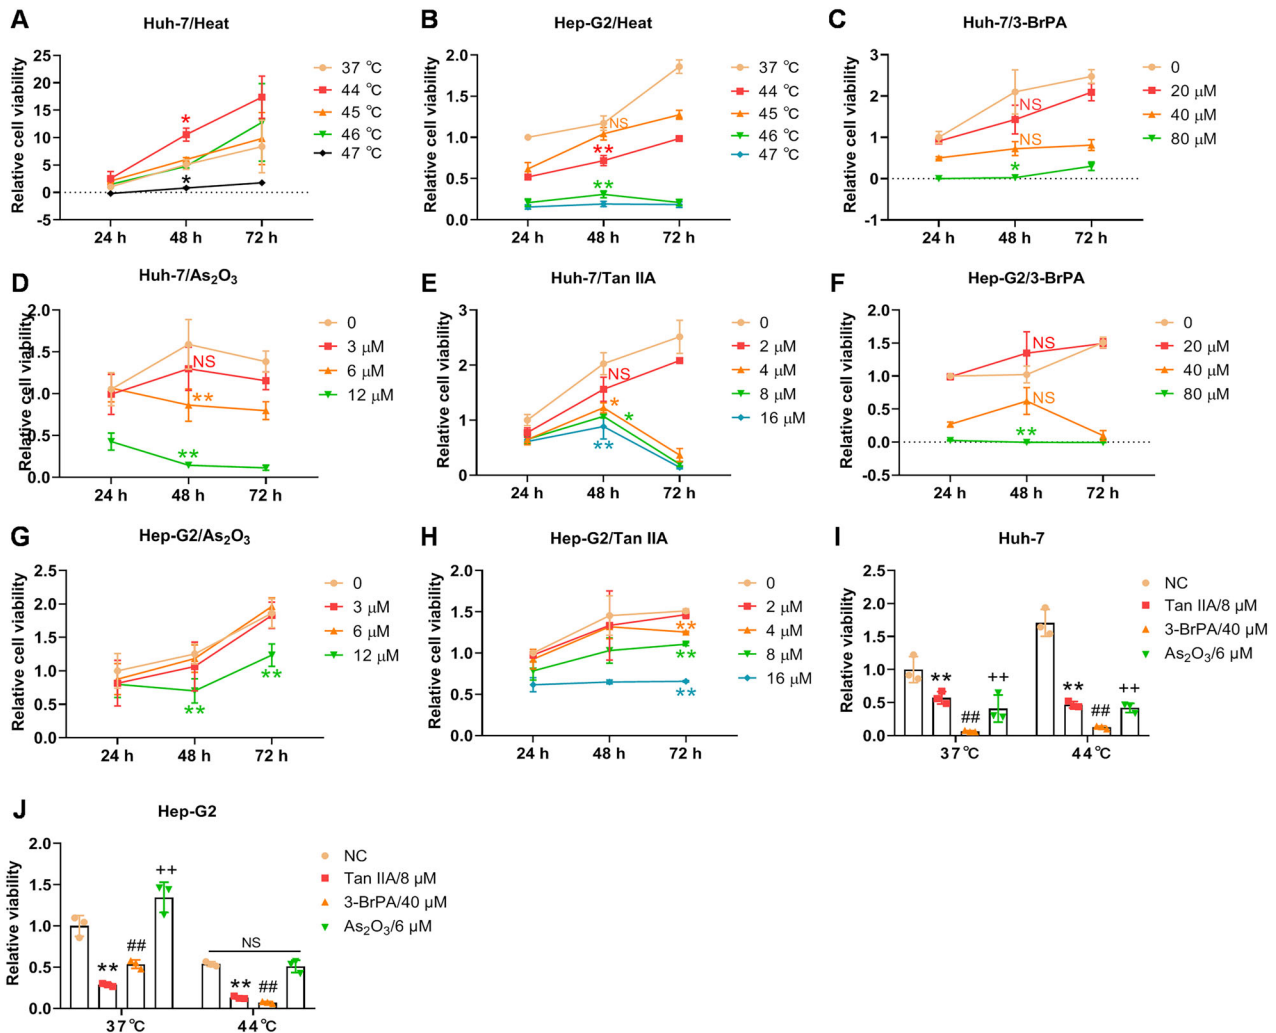 A
Huh-7/Heat
Relative cell viability
25
20
15
10
5
0
-5
*
*
24 h 48 h 72 h
37 ℃
44 ℃
45 ℃
46 ℃
47 ℃
B
Hep-G2/Heat
Relative cell viability
2.0
1.5
1.0
0.5
0.0
NS
**
**
24 h 48 h 72 h
37 ℃
44 ℃
45 ℃
46 ℃
47 ℃
C
Huh-7/3-BrPA
Relative cell viability
3
2
1
0
-1
NS
NS
*
24 h 48 h 72 h
0
20 μM
40 μM
80 μM
D
Huh-7/As₂O₃
Relative cell viability
2.0
1.5
1.0
0.5
0.0
NS
**
**
24 h 48 h 72 h
0
3 μM
6 μM
12 μM
E
Huh-7/Tan IIA
Relative cell viability
3
2
1
0
NS
*
*
**
24 h 48 h 72 h
0
2 μM
4 μM
8 μM
16 μM
F
Hep-G2/3-BrPA
Relative cell viability
2.0
1.5
1.0
0.5
0.0
-0.5
NS
NS
**
24 h 48 h 72 h
0
20 μM
40 μM
80 μM
G
Hep-G2/As₂O₃
Relative cell viability
2.5
2.0
1.5
1.0
0.5
0.0
**
**
24 h 48 h 72 h
0
3 μM
6 μM
12 μM
H
Hep-G2/Tan IIA
Relative cell viability
2.0
1.5
1.0
0.5
0.0
**
**
**
24 h 48 h 72 h
0
2 μM
4 μM
8 μM
16 μM
I
Huh-7
Relative viability
2.5
2.0
1.5
1.0
0.5
0.0
** ## ++ ** ## ++
37℃ 44℃
NC
Tan IIA/8 μM
3-BrPA/40 μM
As₂O₃/6 μM
J
Hep-G2
Relative viability
2.0
1.5
1.0
0.5
0.0
** ## ++ NS ** ##
37℃ 44℃
NC
Tan IIA/8 μM
3-BrPA/40 μM
As₂O₃/6 μM